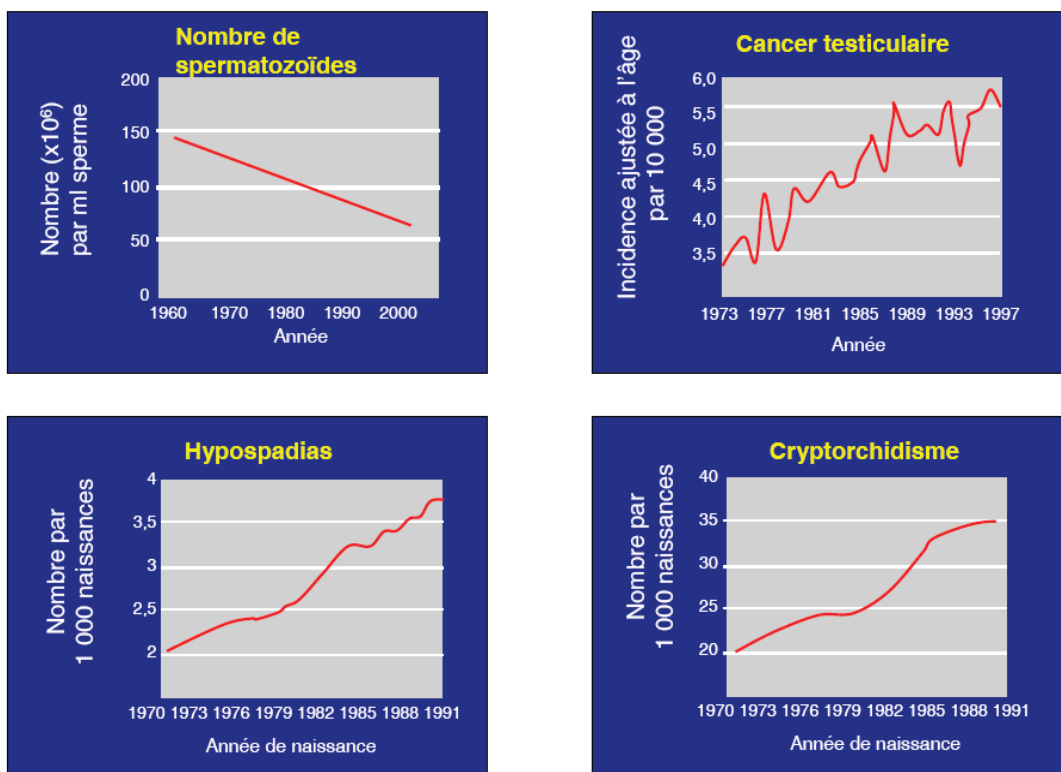 Nombre de
spermatozoïdes
Nombre (x10⁶)
par ml sperme
200
150
100
50
0
1960 1970 1980 1990 2000
Année
Cancer testiculaire
Incidence ajustée à l'âge
par 10 000
6,0
5,5
5,0
4,5
4,0
3,5
1973 1977 1981 1985 1989 1993 1997
Année
Hypospadias
Nombre par
1 000 naissances
4
3,5
3
2,5
2
1970 1973 1976 1979 1982 1985 1988 1991
Année de naissance
Cryptorchidisme
Nombre par
1 000 naissances
40
35
30
25
20
1970 1973 1976 1979 1982 1985 1988 1991
Année de naissance